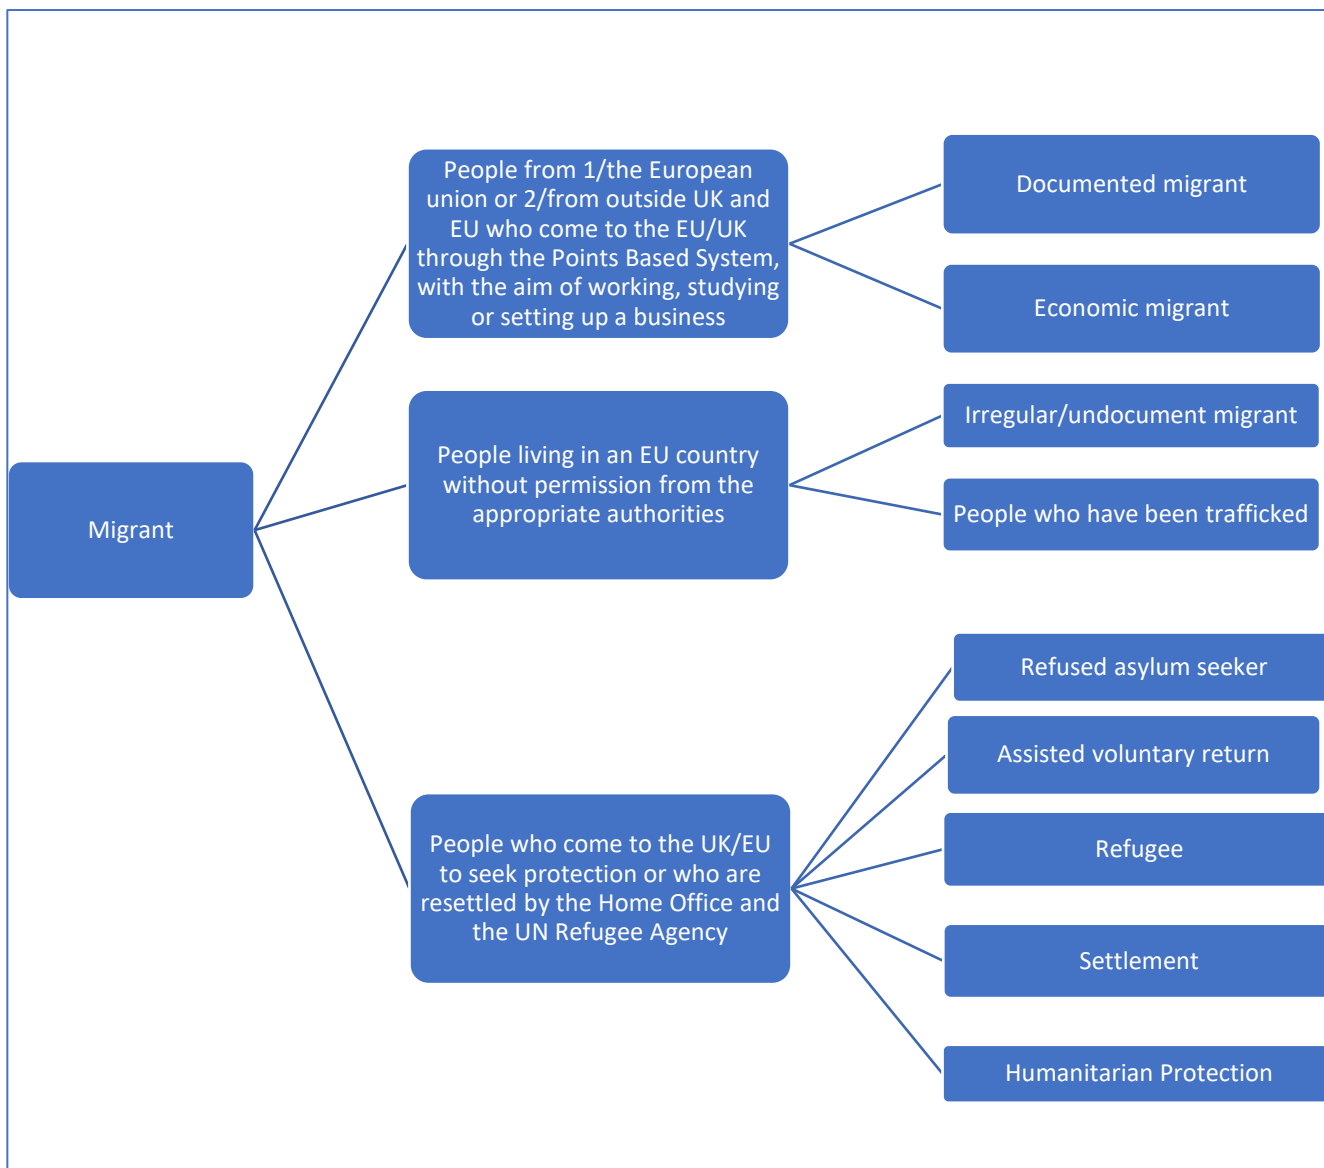 Migrant
People from 1/the European
union or 2/from outside UK and
EU who come to the EU/UK
through the Points Based System,
with the aim of working, studying
or setting up a business
Documented migrant
Economic migrant
People living in an EU country
without permission from the
appropriate authorities
Irregular/undocument migrant
People who have been trafficked
People who come to the UK/EU
to seek protection or who are
resettled by the Home Office and
the UN Refugee Agency
Refused asylum seeker
Assisted voluntary return
Refugee
Settlement
Humanitarian Protection